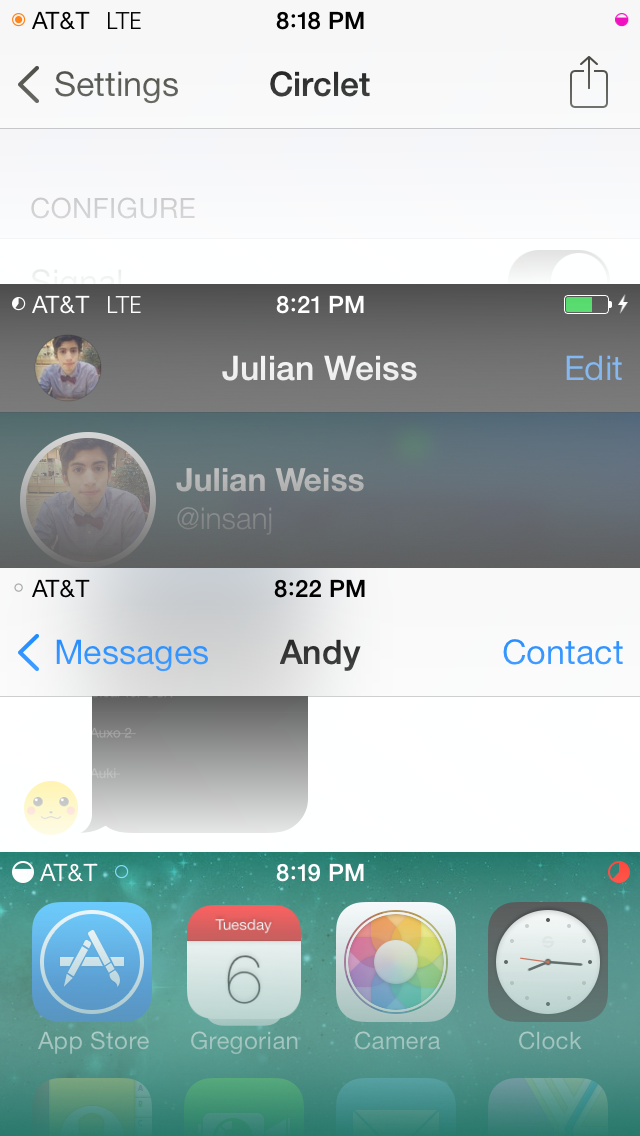 AT&T LTE 8:18 PM
Settings Circlet
CONFIGURE
Signal
AT&T LTE 8:21 PM
Julian Weiss Edit
Julian Weiss
@insanj
AT&T 8:22 PM
Messages Andy Contact
Auxo 2
Auki
AT&T 8:19 PM
Tuesday
6
App Store Gregorian Camera Clock